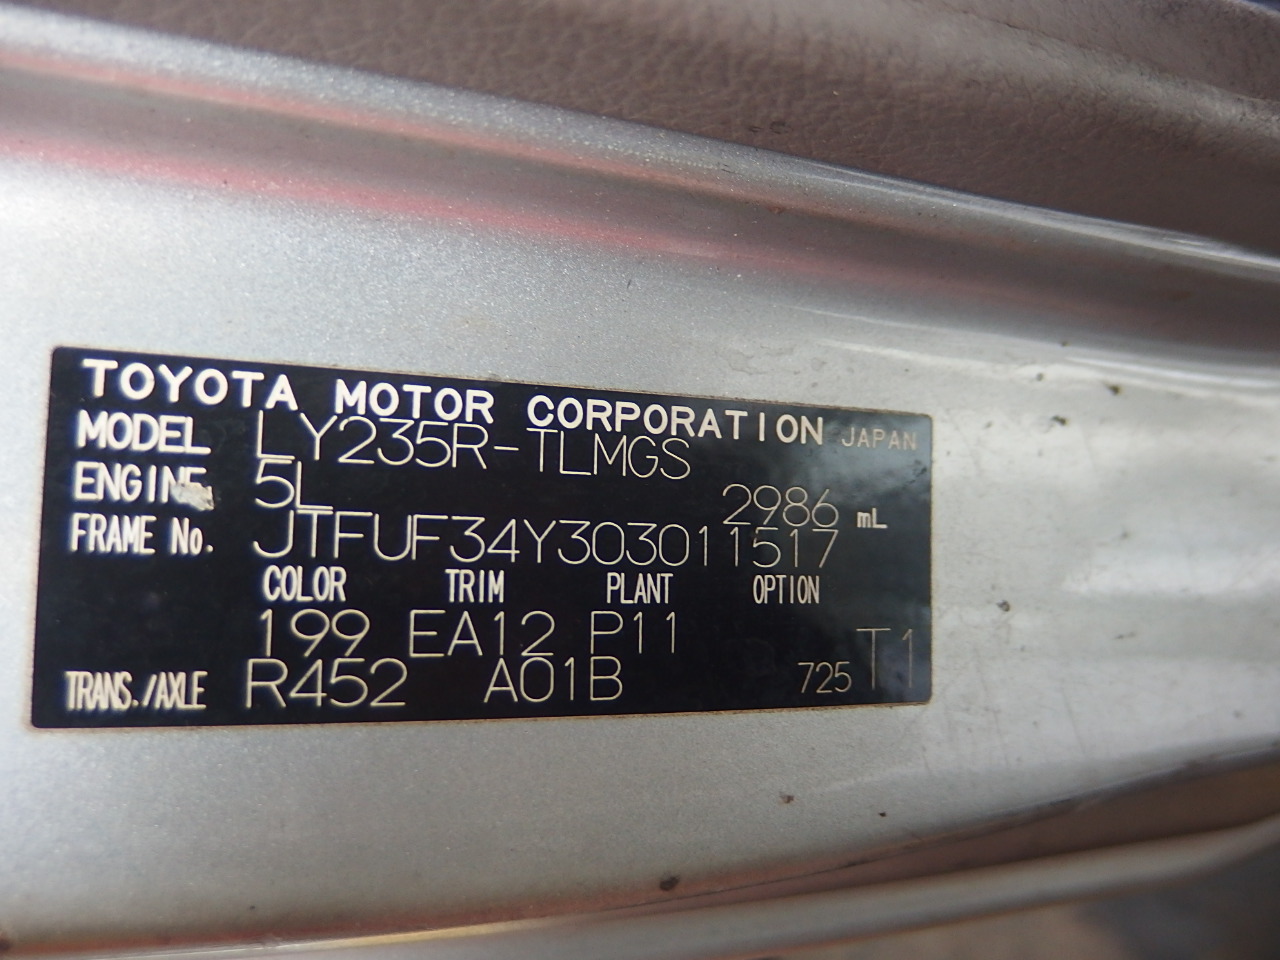 TOYOTA MOTOR CORPORATION JAPAN
MODEL LY235R-TLMGS
ENGINE 5L 2986 mL
FRAME No. JTFUF34Y303011517
COLOR TRIM PLANT OPTION
199 EA12 P11
TRANS./AXLE R452 A01B 725 T1